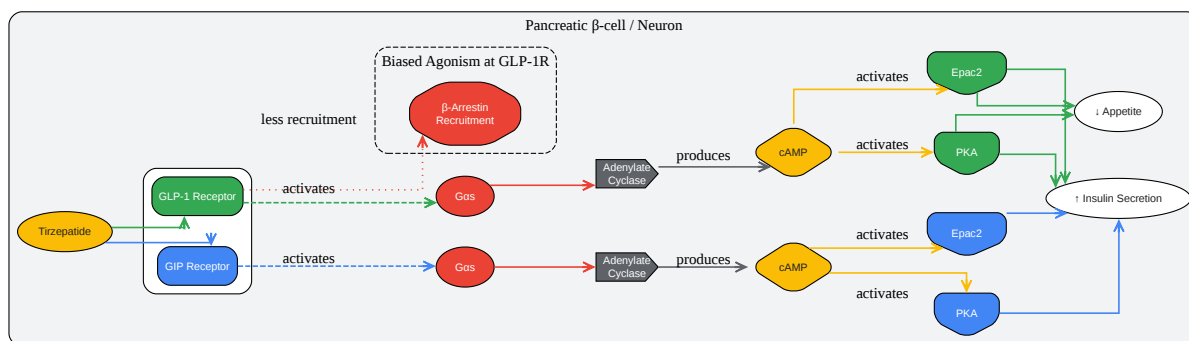 Pancreatic β-cell / Neuron
Biased Agonism at GLP-1R
β-Arrestin
Recruitment
less recruitment
Tirzepatide
GLP-1 Receptor
GIP Receptor
activates
Gαs
Adenylate
Cyclase
produces
cAMP
activates
Epac2
activates
PKA
↓ Appetite
↑ Insulin Secretion
activates
Gαs
Adenylate
Cyclase
produces
cAMP
activates
Epac2
activates
PKA